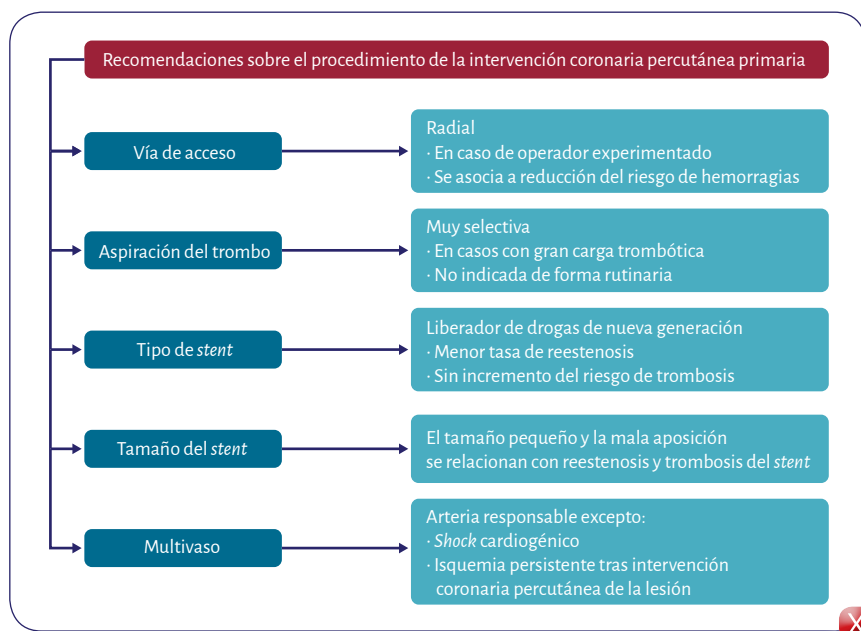 Recomendaciones sobre el procedimiento de la intervención coronaria percutánea primaria
Vía de acceso
Radial
· En caso de operador experimentado
· Se asocia a reducción del riesgo de hemorragias
Aspiración del trombo
Muy selectiva
· En casos con gran carga trombótica
· No indicada de forma rutinaria
Tipo de stent
Liberador de drogas de nueva generación
· Menor tasa de reestenosis
· Sin incremento del riesgo de trombosis
Tamaño del stent
El tamaño pequeño y la mala aposición
se relacionan con reestenosis y trombosis del stent
Multivaso
Arteria responsable excepto:
· Shock cardiogénico
· Isquemia persistente tras intervención
coronaria percutánea de la lesión
X